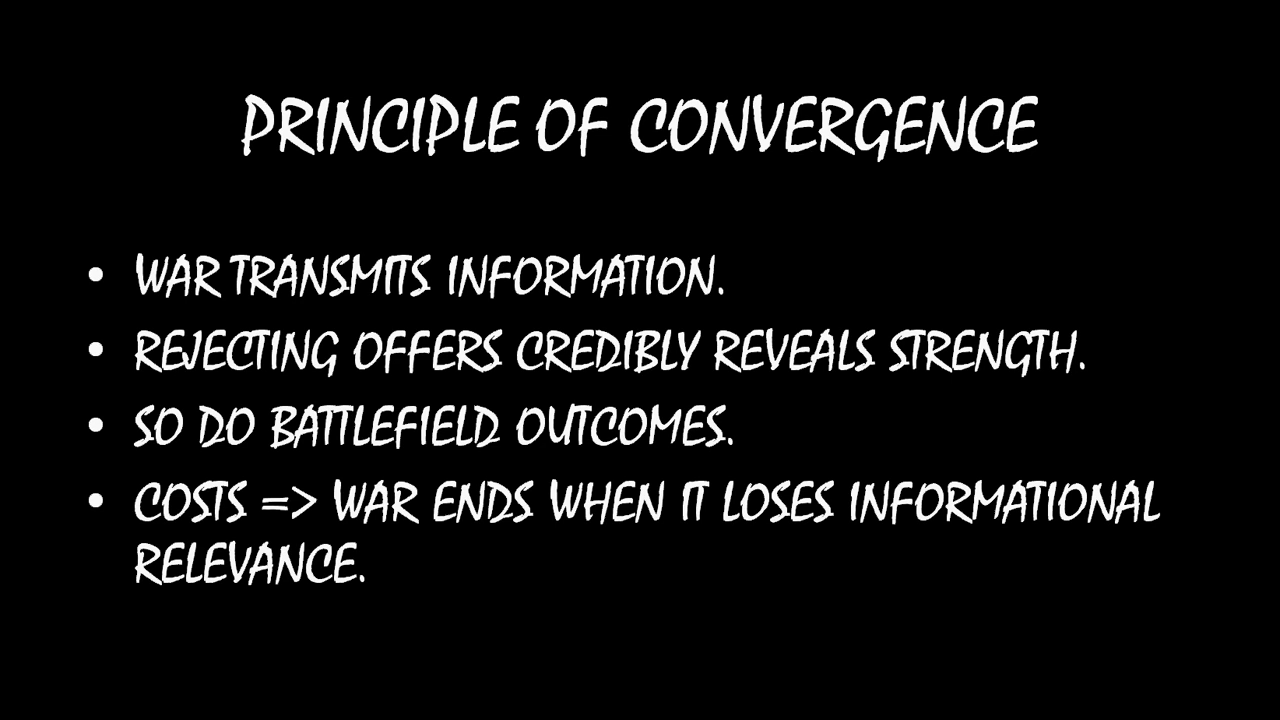 PRINCIPLE OF CONVERGENCE
• WAR TRANSMITS INFORMATION.
• REJECTING OFFERS CREDIBLY REVEALS STRENGTH.
• SO DO BATTLEFIELD OUTCOMES.
• COSTS => WAR ENDS WHEN IT LOSES INFORMATIONAL
RELEVANCE.